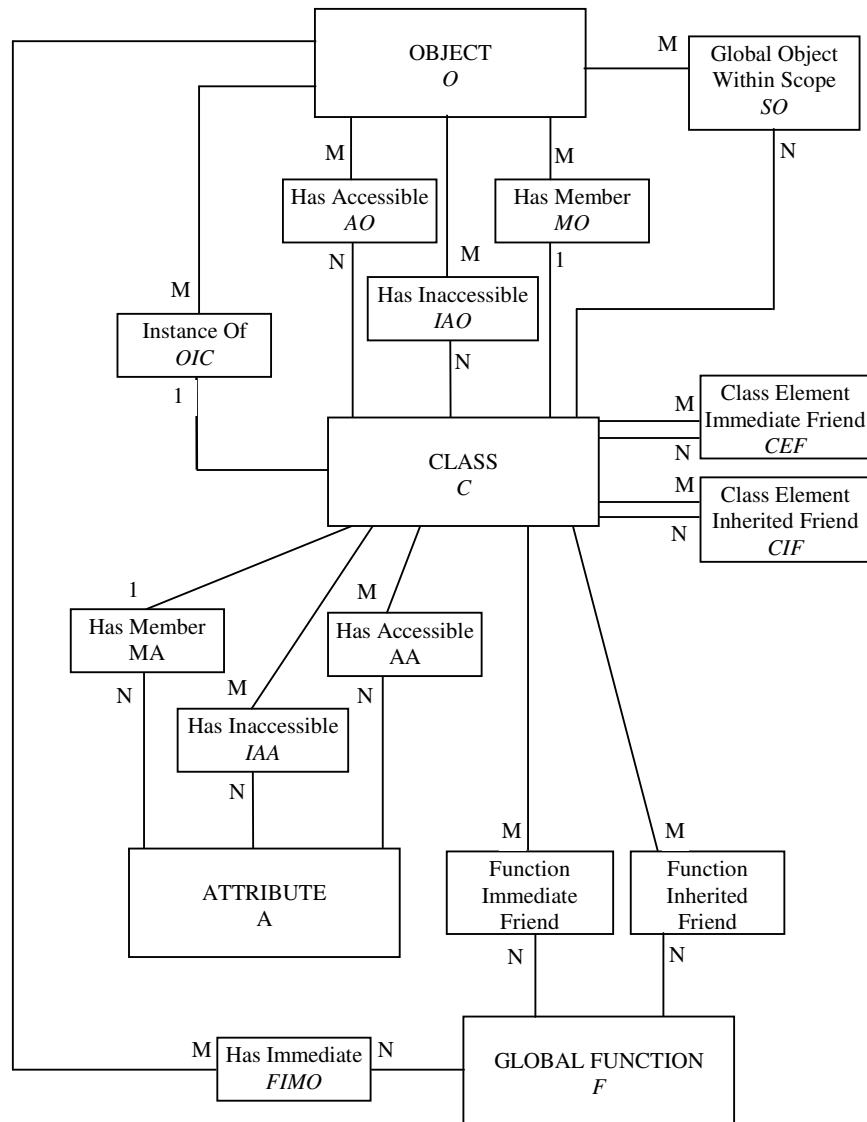 OBJECT
O
M
Global Object
Within Scope
SO
N
M
M
Has Accessible
AO
N
Has Member
MO
1
M
Has Inaccessible
IAO
N
M
Instance Of
OIC
1
CLASS
C
M
Class Element
Immediate Friend
CEF
N
M
Class Element
Inherited Friend
CIF
N
1
Has Member
MA
N
M
Has Accessible
AA
N
M
Has Inaccessible
IAA
N
ATTRIBUTE
A
M
Function
Immediate
Friend
N
M
Function
Inherited
Friend
N
M
Has Immediate
FIMO
N
GLOBAL FUNCTION
F